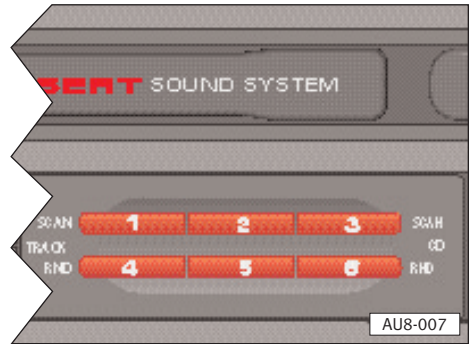 SEAT SOUND SYSTEM
SCAN 1 2 3 SCAN
TRACK CD
RND 4 5 6 RND
AU8-007